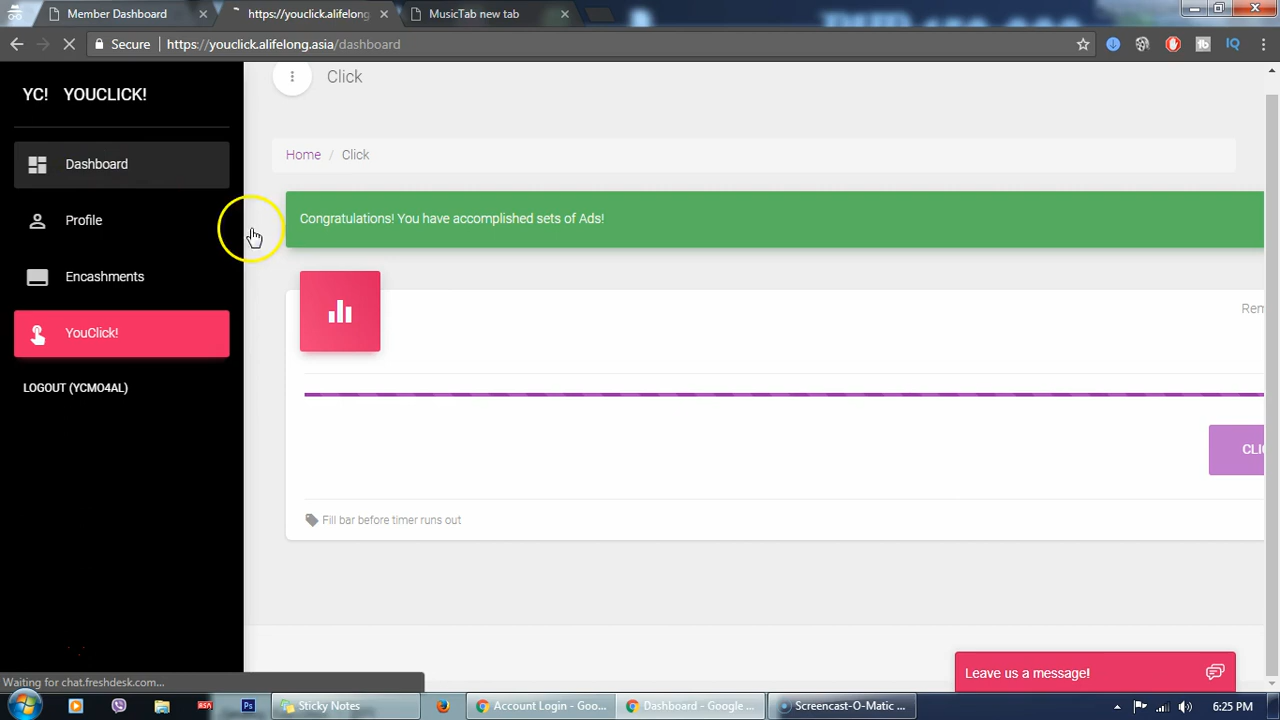 Member Dashboard
https://youclick.alifelong
MusicTab new tab
Secure
https://youclick.alifelong.asia/dashboard
YC! YOUCLICK!
Click
Dashboard
Home / Click
Profile
Congratulations! You have accomplished sets of Ads!
Encashments
Rem
YouClick!
LOGOUT (YCMO4AL)
CLIC
Fill bar before timer runs out
Leave us a message!
Waiting for chat.freshdesk.com...
Ps
Sticky Notes
Account Login - Goo...
Dashboard - Google ...
Screencast-O-Matic ...
6:25 PM